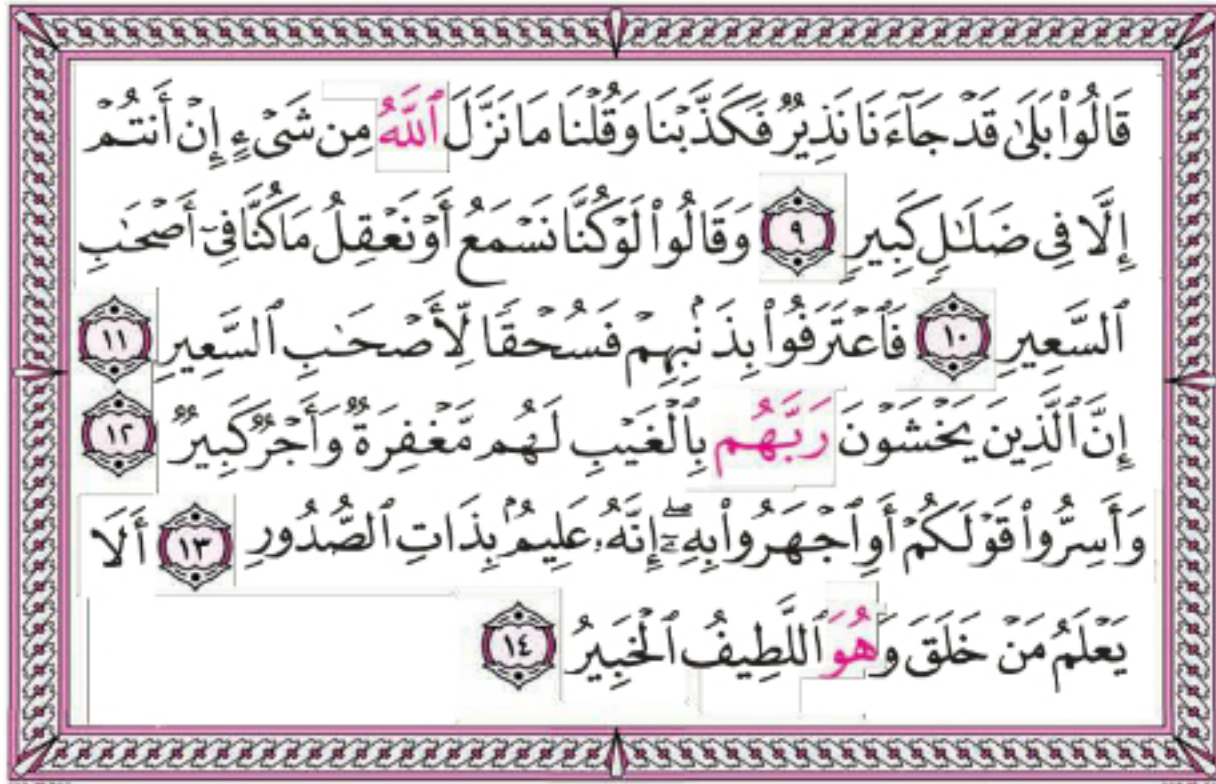 قَالُوا۟ بَلَىٰ قَدْ جَآءَنَا نَذِيرٌ فَكَذَّبْنَا وَقُلْنَا مَا نَزَّلَ ٱللَّهُ مِن شَىْءٍ إِنْ أَنتُمْ
إِلَّا فِى ضَلَـٰلٍ كَبِيرٍ ٩ وَقَالُوا۟ لَوْ كُنَّا نَسْمَعُ أَوْ نَعْقِلُ مَا كُنَّا فِىٓ أَصْحَـٰبِ
ٱلسَّعِيرِ ١٠ فَٱعْتَرَفُوا۟ بِذَنۢبِهِمْ فَسُحْقًا لِّأَصْحَـٰبِ ٱلسَّعِيرِ ١١
إِنَّ ٱلَّذِينَ يَخْشَوْنَ رَبَّهُم بِٱلْغَيْبِ لَهُم مَّغْفِرَةٌ وَأَجْرٌ كَبِيرٌ ١٢
وَأَسِرُّوا۟ قَوْلَكُمْ أَوِ ٱجْهَرُوا۟ بِهِۦٓ ۖ إِنَّهُۥ عَلِيمٌۢ بِذَاتِ ٱلصُّدُورِ ١٣ أَلَا
يَعْلَمُ مَنْ خَلَقَ وَهُوَ ٱللَّطِيفُ ٱلْخَبِيرُ ١٤